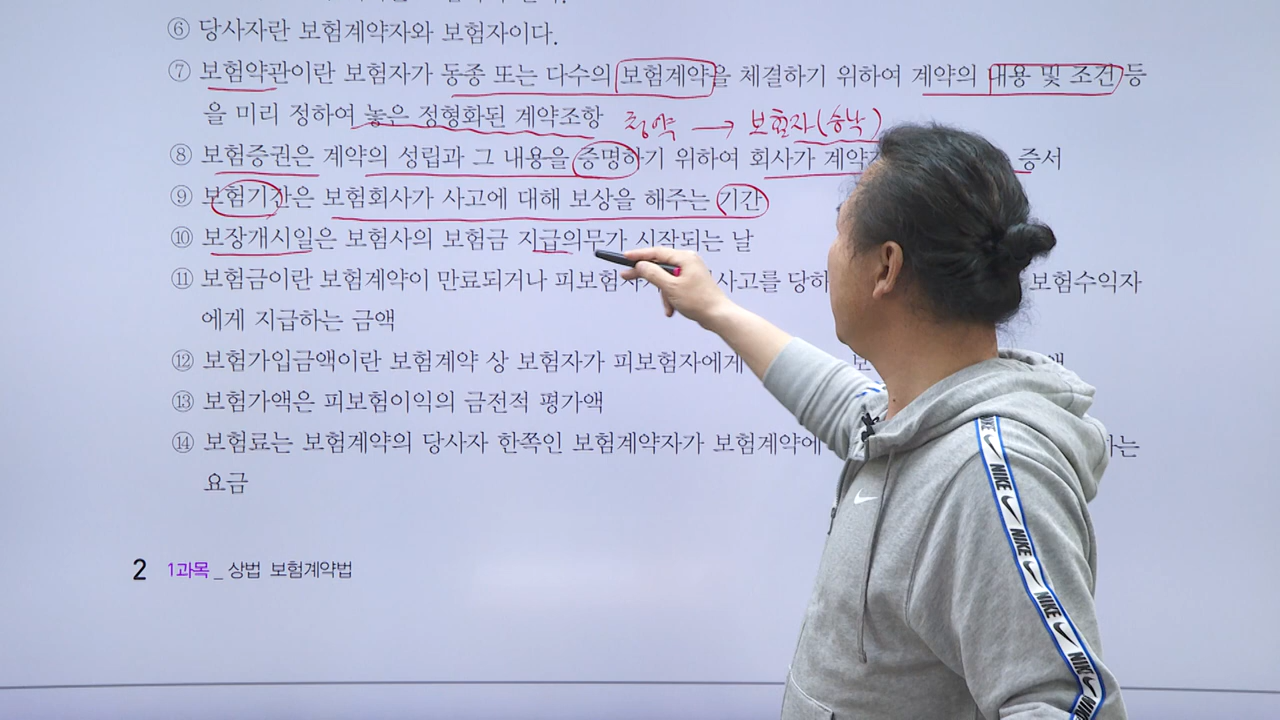 ⑥ 당사자란 보험계약자와 보험자이다.
⑦ 보험약관이란 보험자가 동종 또는 다수의 보험계약을 체결하기 위하여 계약의 내용 및 조건 등
을 미리 정하여 놓은 정형화된 계약조항
청약 → 보험자(승낙)
⑧ 보험증권은 계약의 성립과 그 내용을 증명하기 위하여 회사가 계약 증서
⑨ 보험기간은 보험회사가 사고에 대해 보상을 해주는 기간
⑩ 보장개시일은 보험사의 보험금 지급의무가 시작되는 날
⑪ 보험금이란 보험계약이 만료되거나 피보험자 사고를 당하 보험수익자
에게 지급하는 금액
⑫ 보험가입금액이란 보험계약 상 보험자가 피보험자에게
⑬ 보험가액은 피보험이익의 금전적 평가액
⑭ 보험료는 보험계약의 당사자 한쪽인 보험계약자가 보험계약에 하는
요금
2 1과목 _ 상법 보험계약법
NIKE
NIKE
NIKE
NIKE
NIKE
NIKE